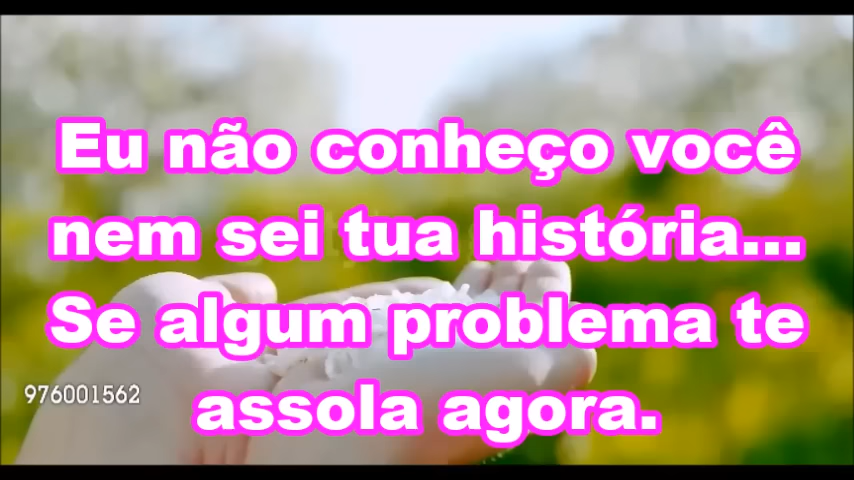 Eu não conheço você
nem sei tua história...
Se algum problema te
assola agora.
976001562